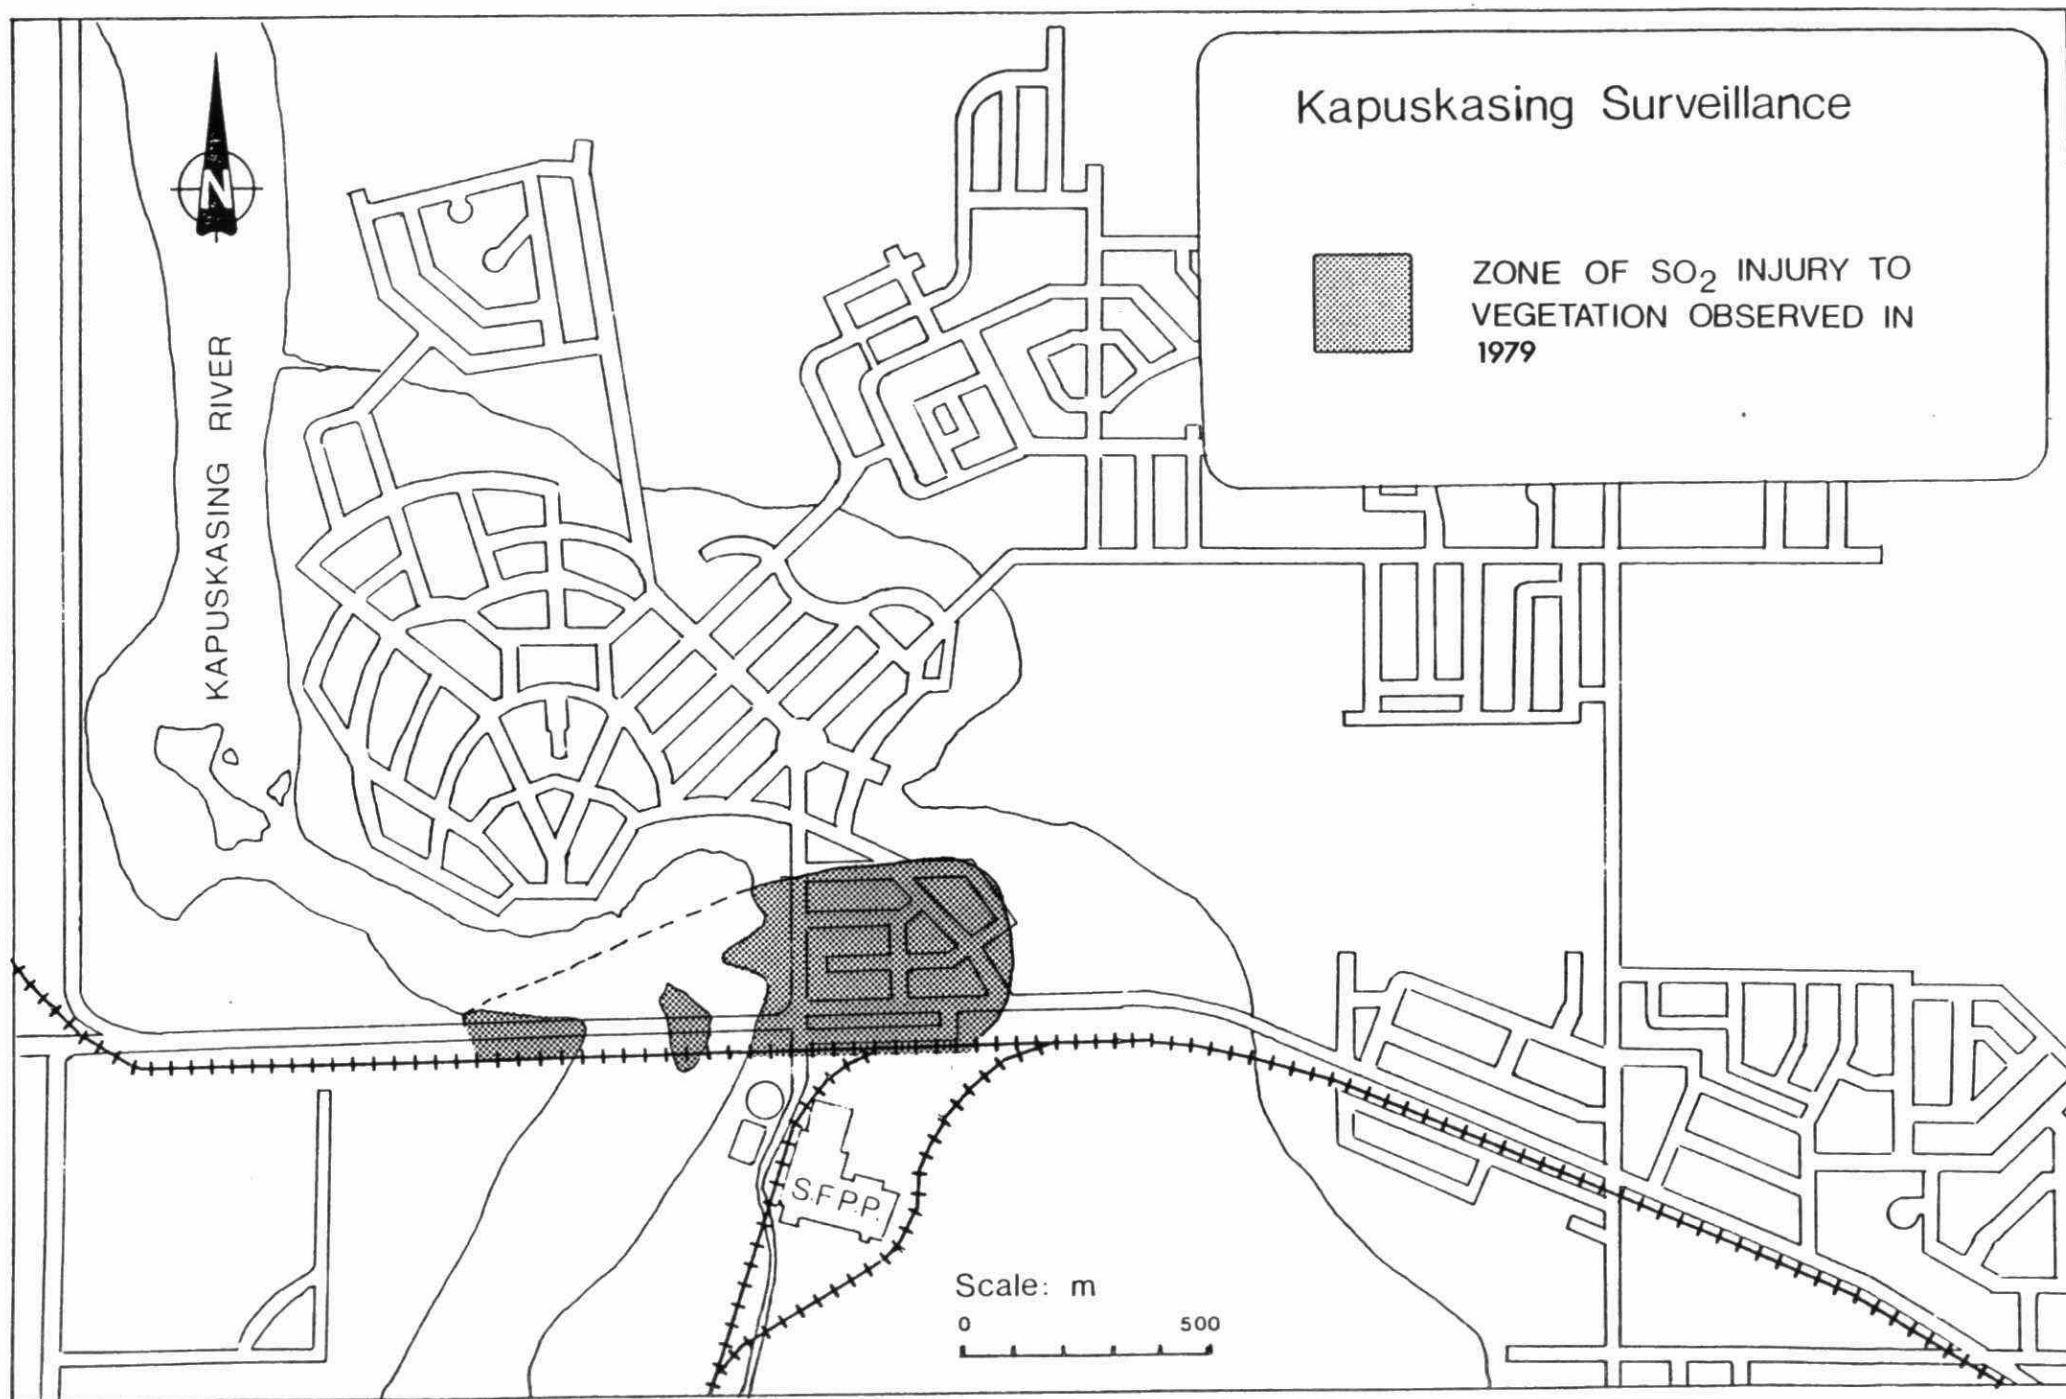 Kapuskasing Surveillance
ZONE OF SO2 INJURY TO
VEGETATION OBSERVED IN
1979
N
KAPUSKASING RIVER
S.F.P.P.
Scale: m
0 500